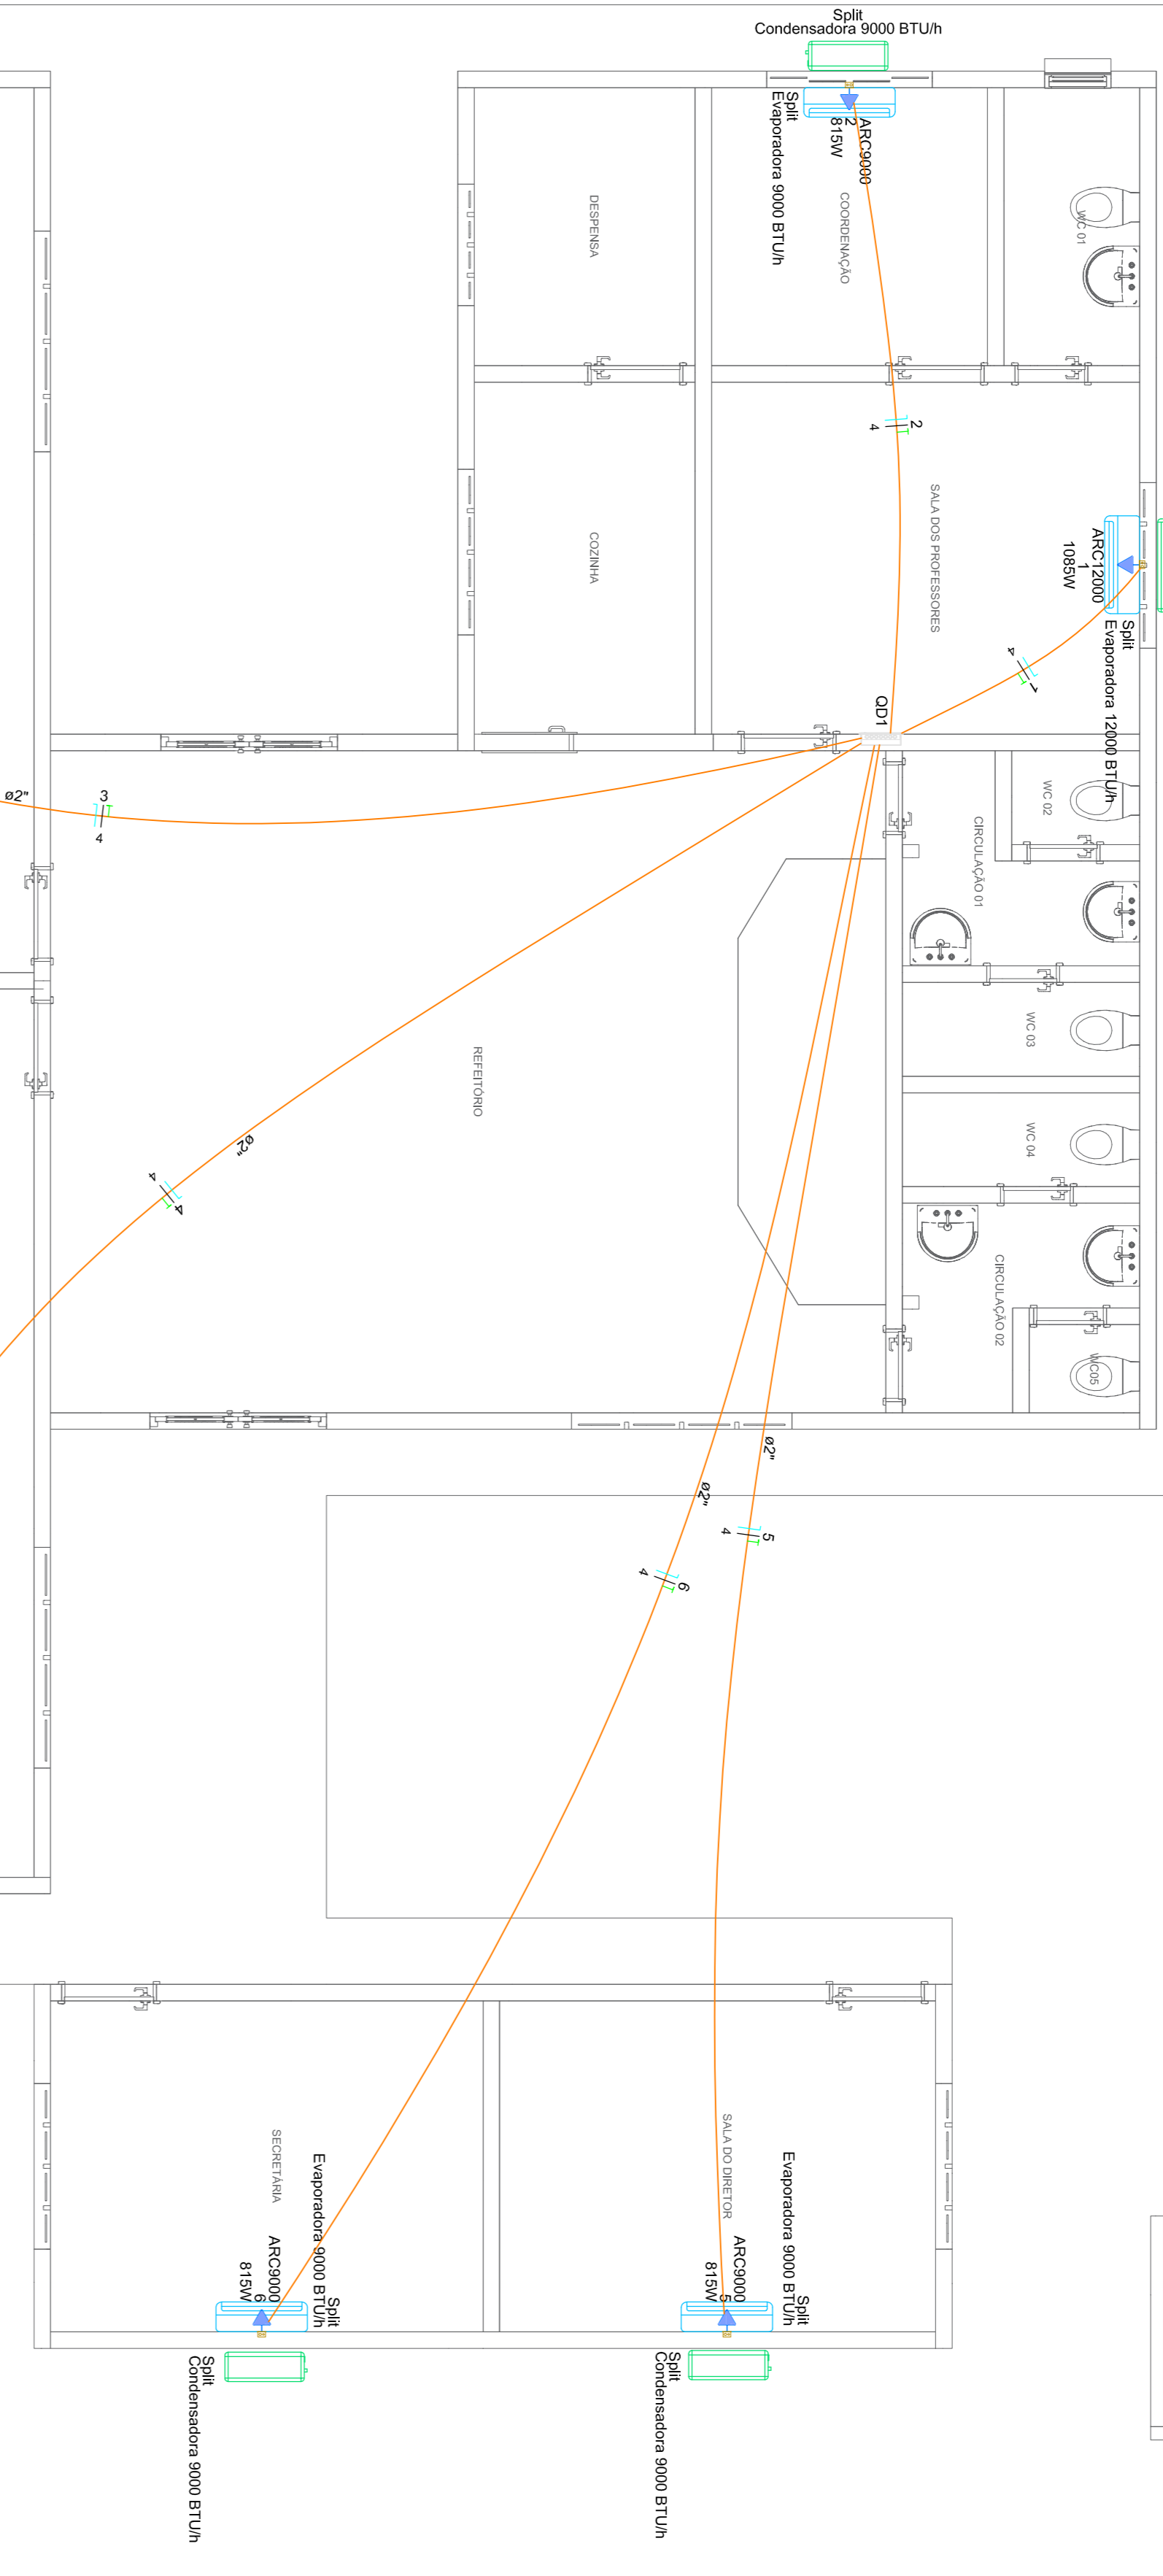 Split
Condensadora 9000 BTU/h
Split
Evaporadora 9000 BTU/h
ARC9000
2
815W
COORDENAÇÃO
DESPENSA
WC 01
2
4
SALA DOS PROFESSORES
COZINHA
ARC12000
1
1085W
Split
Evaporadora 12000 BTU/h
1
4
QD1
WC 02
CIRCULAÇÃO 01
ø2"
3
4
WC 03
REFEITÓRIO
WC 04
ø2"
4
4
CIRCULAÇÃO 02
WC05
ø2"
ø2"
5
4
6
4
SECRETÁRIA
SALA DO DIRETOR
Split
Evaporadora 9000 BTU/h
ARC9000
6
815W
Split
Evaporadora 9000 BTU/h
ARC9000
5
815W
Split
Condensadora 9000 BTU/h
Split
Condensadora 9000 BTU/h